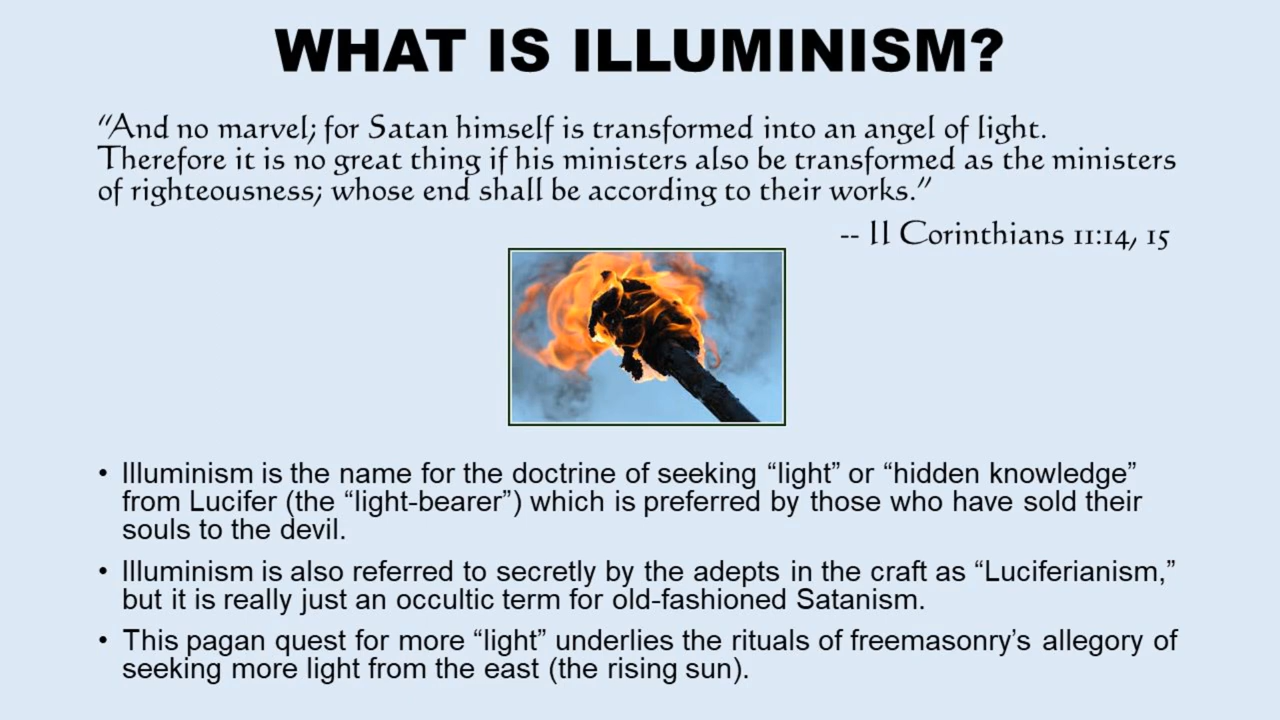 WHAT IS ILLUMINISM?
"And no marvel; for Satan himself is transformed into an angel of light.
Therefore it is no great thing if his ministers also be transformed as the ministers
of righteousness; whose end shall be according to their works."
-- II Corinthians 11:14, 15
• Illuminism is the name for the doctrine of seeking “light” or “hidden knowledge”
from Lucifer (the “light-bearer”) which is preferred by those who have sold their
souls to the devil.
• Illuminism is also referred to secretly by the adepts in the craft as “Luciferianism,”
but it is really just an occultic term for old-fashioned Satanism.
• This pagan quest for more “light” underlies the rituals of freemasonry’s allegory of
seeking more light from the east (the rising sun).